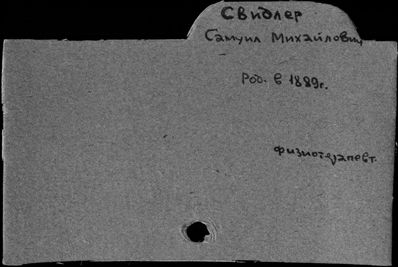 Свидлер
Самуил Михайлович
Род. в 1889г.
физиотерапевт.